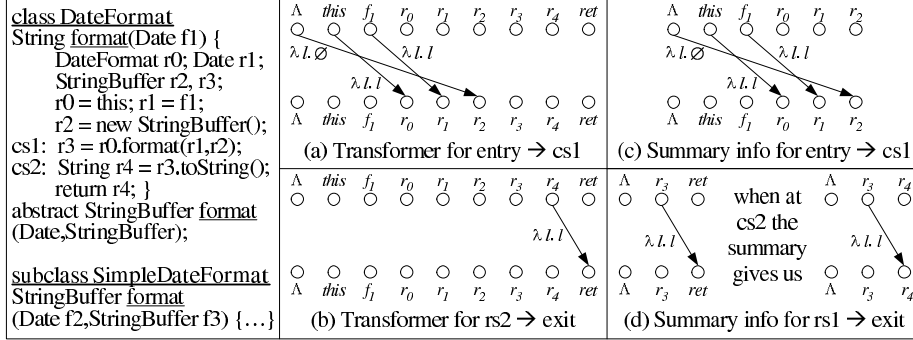 class DateFormat
String format(Date f1) {
DateFormat r0; Date r1;
StringBuffer r2, r3;
r0 = this; r1 = f1;
r2 = new StringBuffer();
cs1: r3 = r0.format(r1,r2);
cs2: String r4 = r3.toString();
return r4; }
abstract StringBuffer format
(Date,StringBuffer);
subclass SimpleDateFormat
StringBuffer format
(Date f2,StringBuffer f3) {…}
Λ this f₁ r₀ r₁ r₂ r₃ r₄ ret
λ l. ∅ λ l. l
λ l. l
Λ this f₁ r₀ r₁ r₂ r₃ r₄ ret
(a) Transformer for entry → cs1
Λ this f₁ r₀ r₁ r₂
λ l. ∅ λ l. l
λ l. l
Λ this f₁ r₀ r₁ r₂
(c) Summary info for entry → cs1
Λ this f₁ r₀ r₁ r₂ r₃ r₄ ret
λ l. l
Λ this f₁ r₀ r₁ r₂ r₃ r₄ ret
(b) Transformer for rs2 → exit
Λ r₃ ret
λ l. l
Λ r₃ ret
when at
cs2 the
summary
gives us
Λ r₃ r₄
λ l. l
Λ r₃ r₄
(d) Summary info for rs1 → exit